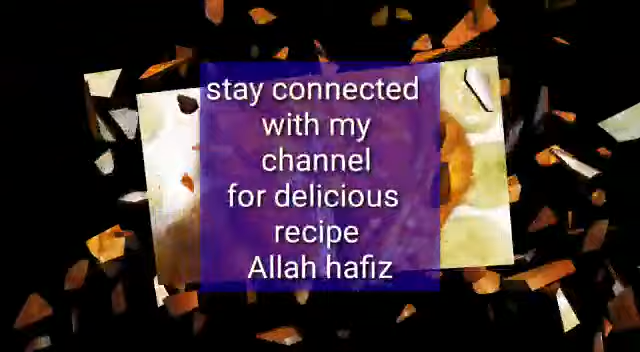 stay connected
with my
channel
for delicious
recipe
Allah hafiz